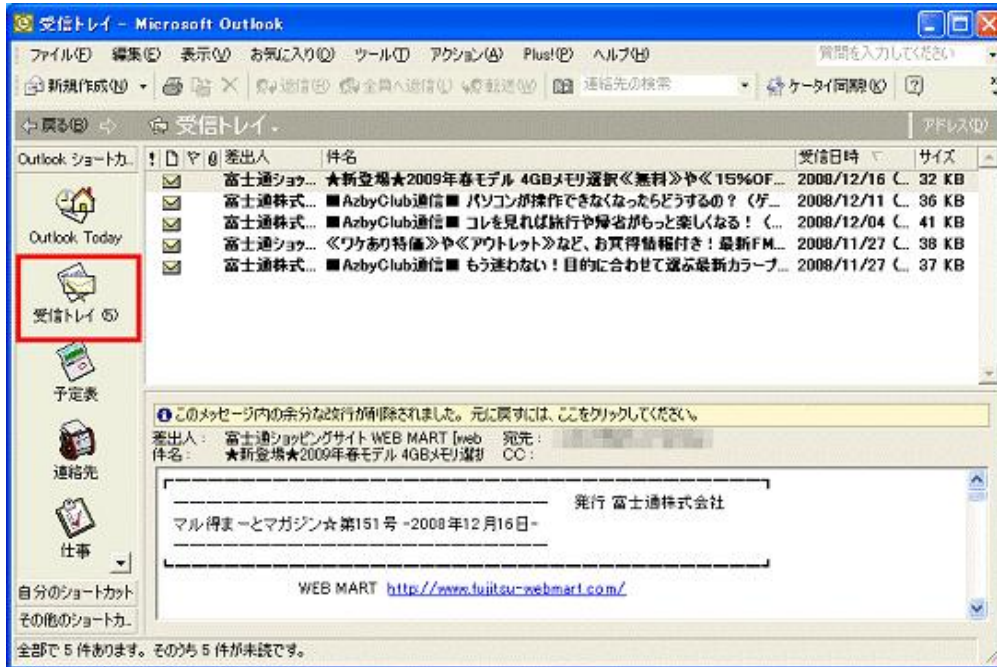 受信トレイ - Microsoft Outlook
ファイル(F) 編集(E) 表示(V) お気に入り(O) ツール(T) アクション(A) Plus!(P) ヘルプ(H) 質問を入力してください
新規作成(N) 返信(R) 全員へ返信(L) 転送(W) 連絡先の検索 ケータイ同期(K)
戻る(B) 受信トレイ. アドレス(D)
Outlook ショートカ.. ! 差出人 件名 受信日時 サイズ
富士通ショッ... ★新登場★2009年春モデル 4GBメモリ選択≪無料≫や≪15%OF... 2008/12/16 (... 32 KB
富士通株式... ■AzbyClub通信■ パソコンが操作できなくなったらどうするの? (ゲ... 2008/12/11 (... 36 KB
富士通株式... ■AzbyClub通信■ コレを見れば旅行や帰省がもっと楽しくなる! (... 2008/12/04 (... 41 KB
富士通ショッ... ≪ワケあり特価≫や≪アウトレット≫など、お買得情報付き!最新FM... 2008/11/27 (... 38 KB
富士通株式... ■AzbyClub通信■ もう迷わない!目的に合わせて選ぶ最新カラープ... 2008/11/27 (... 37 KB
Outlook Today
受信トレイ (5)
予定表
連絡先
仕事
自分のショートカット
その他のショートカ..
このメッセージ内の余分な改行が削除されました。元に戻すには、ここをクリックしてください。
差出人: 富士通ショッピングサイト WEB MART [web 宛先:
件名: ★新登場★2009年春モデル 4GBメモリ選択 CC:
発行 富士通株式会社
マル得まーとマガジン☆第151号 -2008年12月16日-
WEB MART http://www.fujitsu-webmart.com/
全部で 5 件あります。そのうち 5 件が未読です。